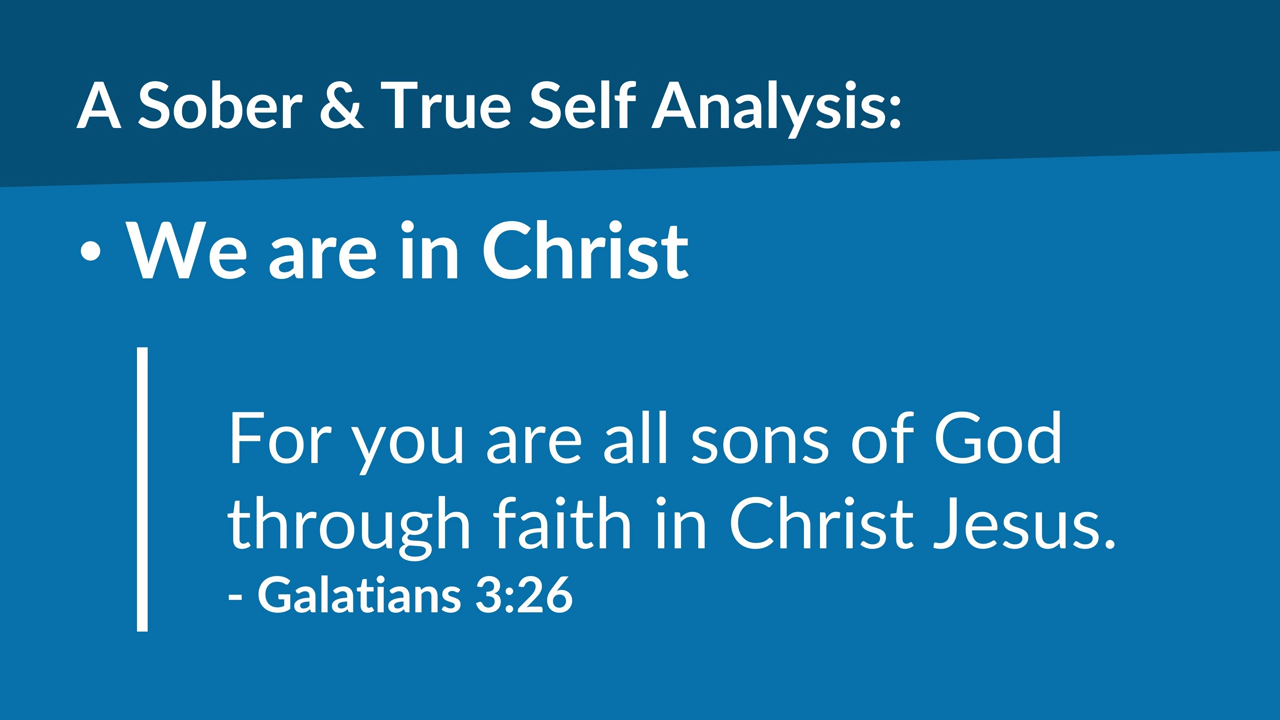 A Sober & True Self Analysis:
• We are in Christ
For you are all sons of God
through faith in Christ Jesus.
- Galatians 3:26